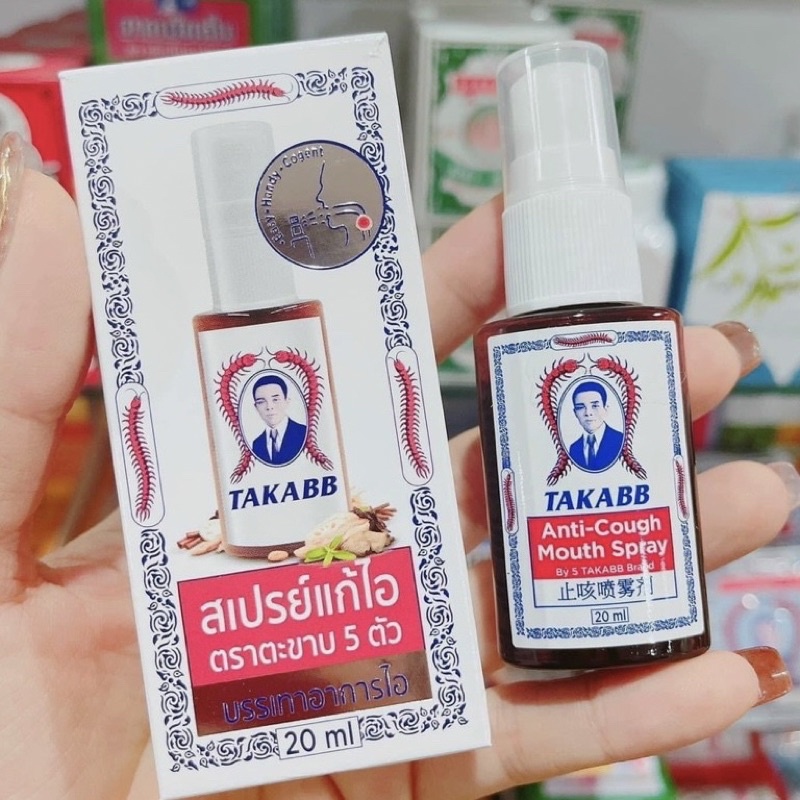 Easy • Handy • Cogent
TAKABB
สเปรย์แก้ไอ
ตราตะขาบ 5 ตัว
บรรเทาอาการไอ
20 ml
TAKABB
Anti-Cough
Mouth Spray
By 5 TAKABB Brand
止咳喷雾剂
20 ml